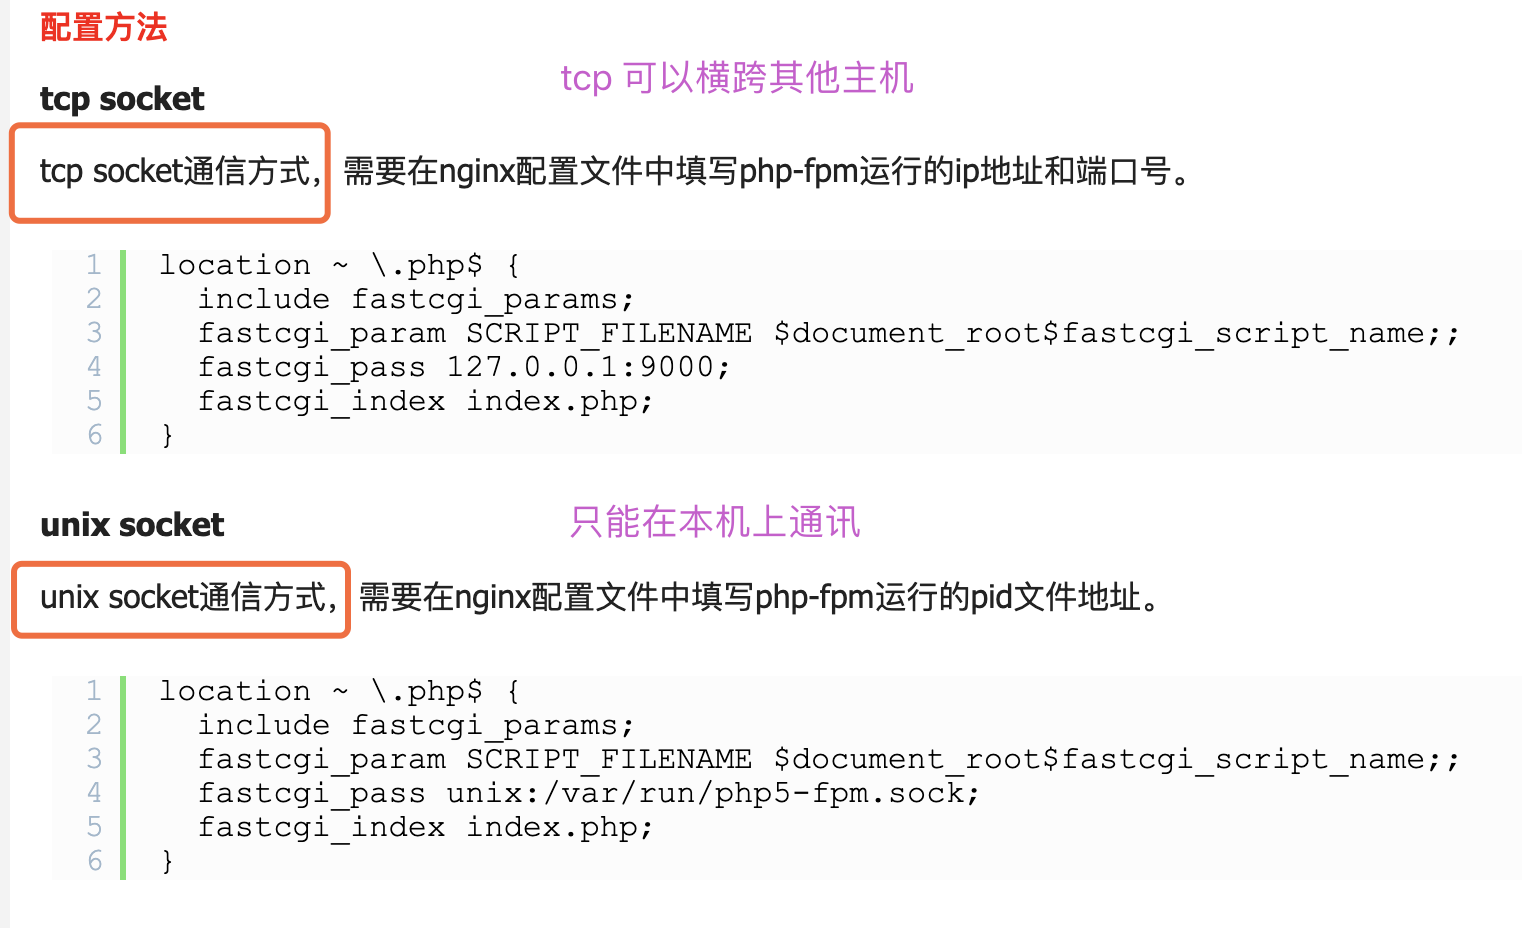 配置方法
tcp 可以横跨其他主机
tcp socket
tcp socket通信方式，需要在nginx配置文件中填写php-fpm运行的ip地址和端口号。
1 location ~ \.php$ {
2   include fastcgi_params;
3   fastcgi_param SCRIPT_FILENAME $document_root$fastcgi_script_name;;
4   fastcgi_pass 127.0.0.1:9000;
5   fastcgi_index index.php;
6 }
unix socket
只能在本机上通讯
unix socket通信方式，需要在nginx配置文件中填写php-fpm运行的pid文件地址。
1 location ~ \.php$ {
2   include fastcgi_params;
3   fastcgi_param SCRIPT_FILENAME $document_root$fastcgi_script_name;;
4   fastcgi_pass unix:/var/run/php5-fpm.sock;
5   fastcgi_index index.php;
6 }